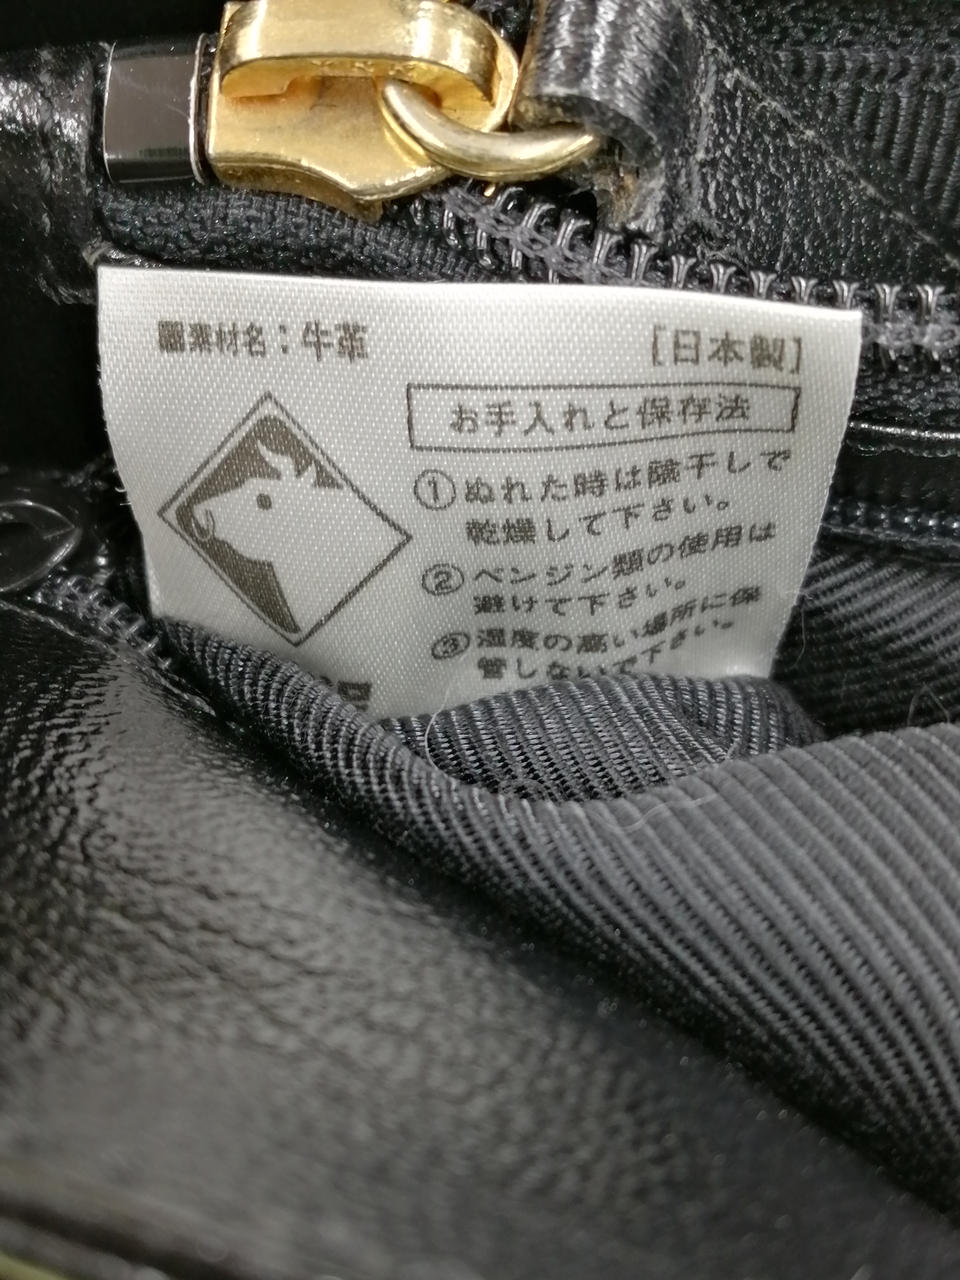 素材名：牛革
[日本製]
お手入れと保存法
①ぬれた時は陰干しで
乾燥して下さい。
②ベンジン類の使用は
避けて下さい。
③湿度の高い場所に保
管しないで下さい。
YKK